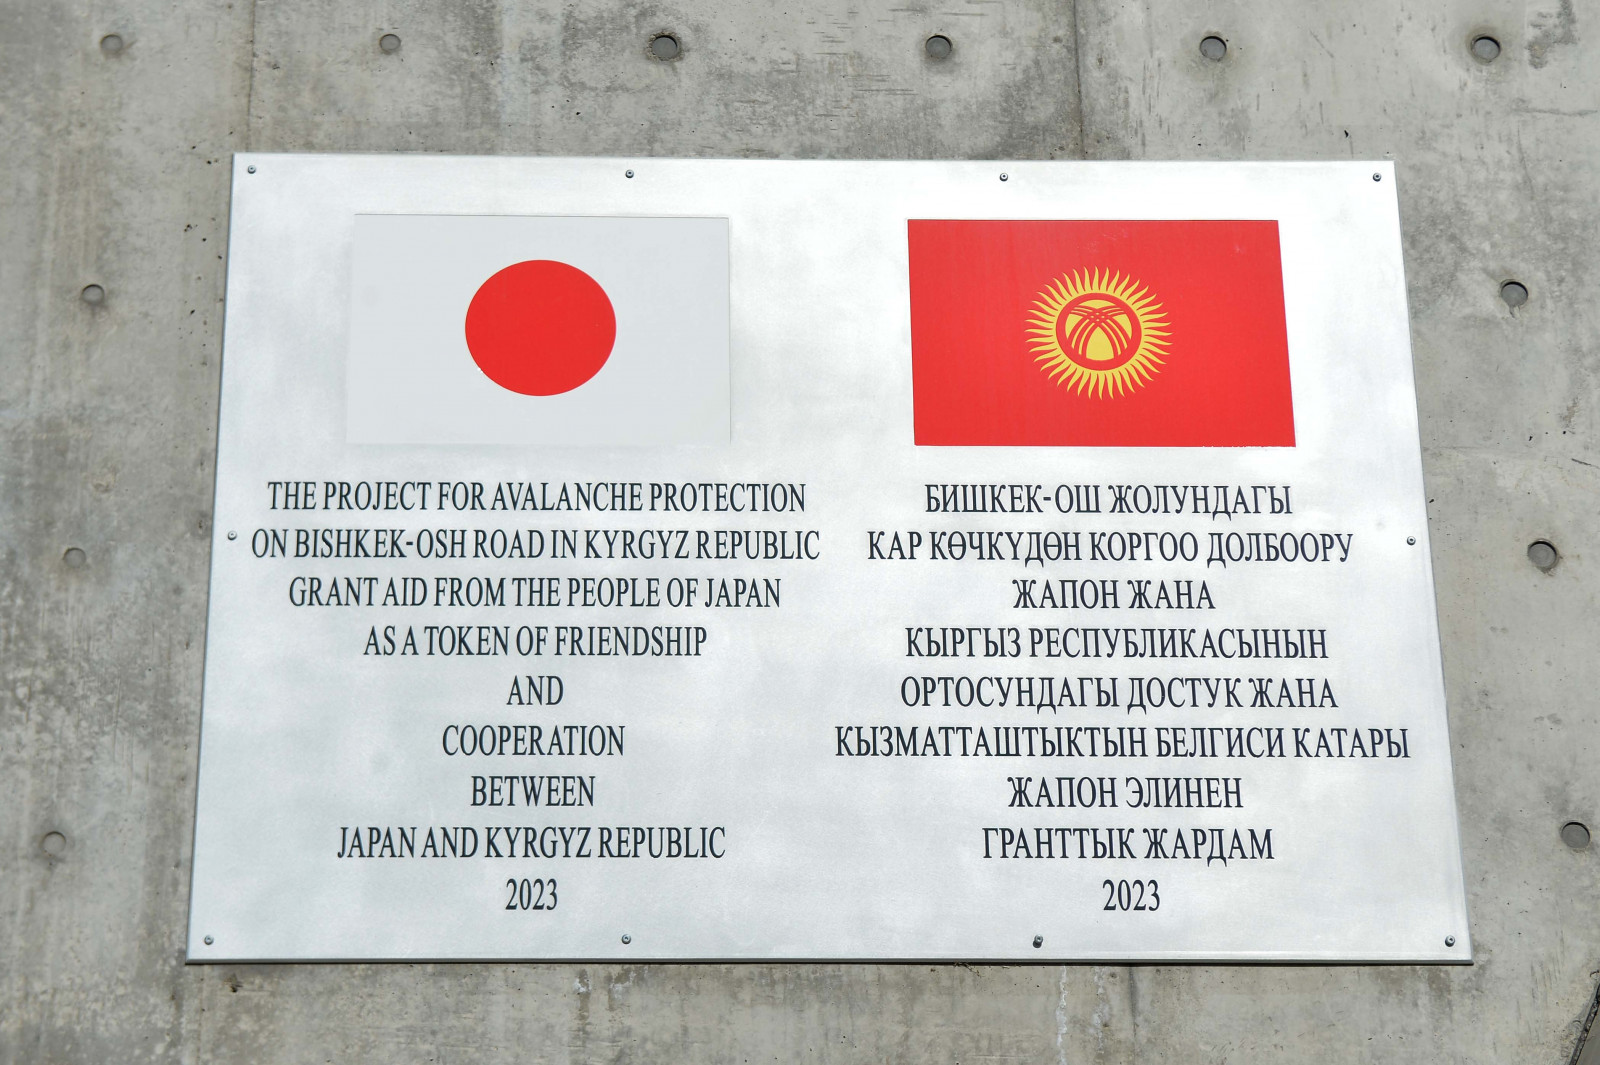 THE PROJECT FOR AVALANCHE PROTECTION
ON BISHKEK-OSH ROAD IN KYRGYZ REPUBLIC
GRANT AID FROM THE PEOPLE OF JAPAN
AS A TOKEN OF FRIENDSHIP
AND
COOPERATION
BETWEEN
JAPAN AND KYRGYZ REPUBLIC
2023
БИШКЕК-ОШ ЖОЛУНДАГЫ
КАР КӨЧКҮДӨН КОРГОО ДОЛБООРУ
ЖАПОН ЖАНА
КЫРГЫЗ РЕСПУБЛИКАСЫНЫН
ОРТОСУНДАГЫ ДОСТУК ЖАНА
КЫЗМАТТАШТЫКТЫН БЕЛГИСИ КАТАРЫ
ЖАПОН ЭЛИНЕН
ГРАНТТЫК ЖАРДАМ
2023